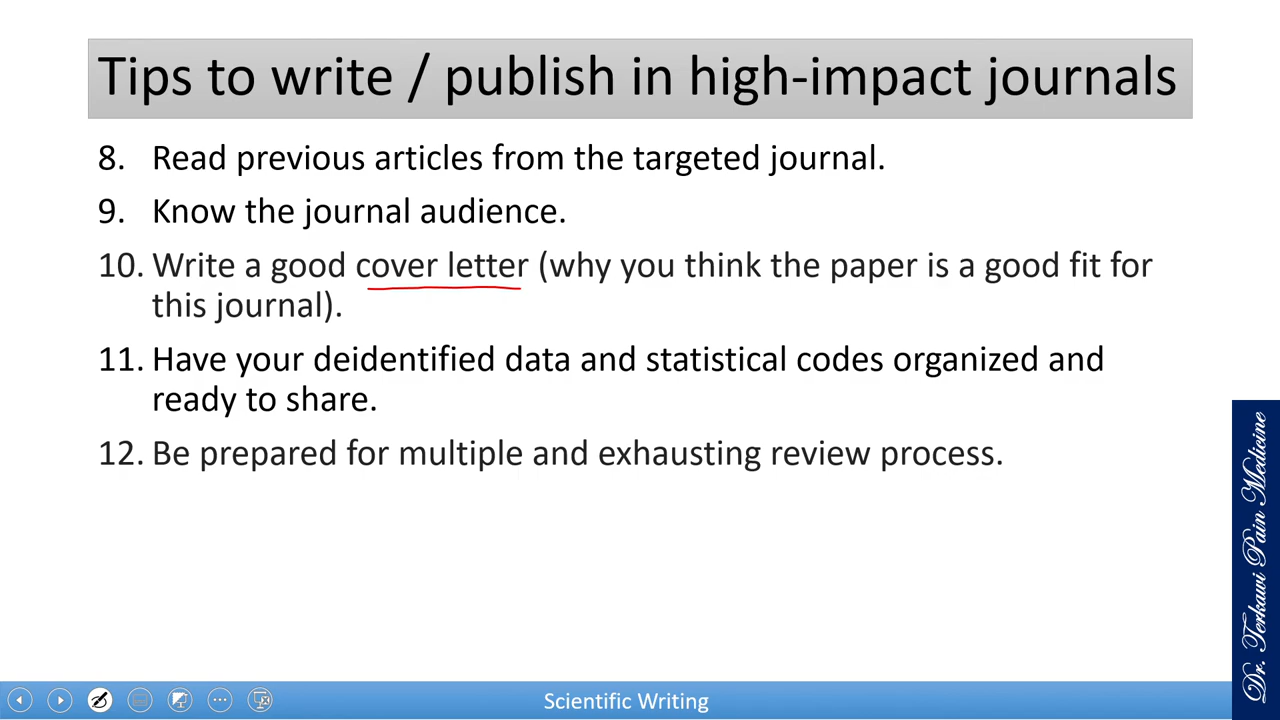 Tips to write / publish in high-impact journals
8. Read previous articles from the targeted journal.
9. Know the journal audience.
10. Write a good cover letter (why you think the paper is a good fit for
this journal).
11. Have your deidentified data and statistical codes organized and
ready to share.
12. Be prepared for multiple and exhausting review process.
Dr. Terkawi Pain Medicine
Scientific Writing